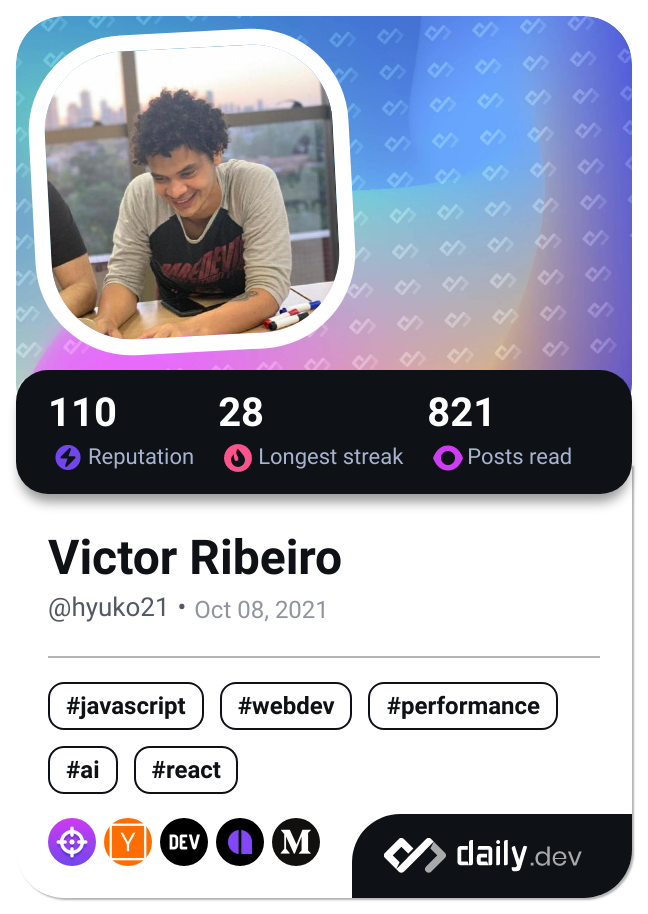 DAREDEVIL
110 28 821
Reputation Longest streak Posts read
Victor Ribeiro
@hyuko21 • Oct 08, 2021
#javascript #webdev #performance
#ai #react
Y DEV M
daily.dev